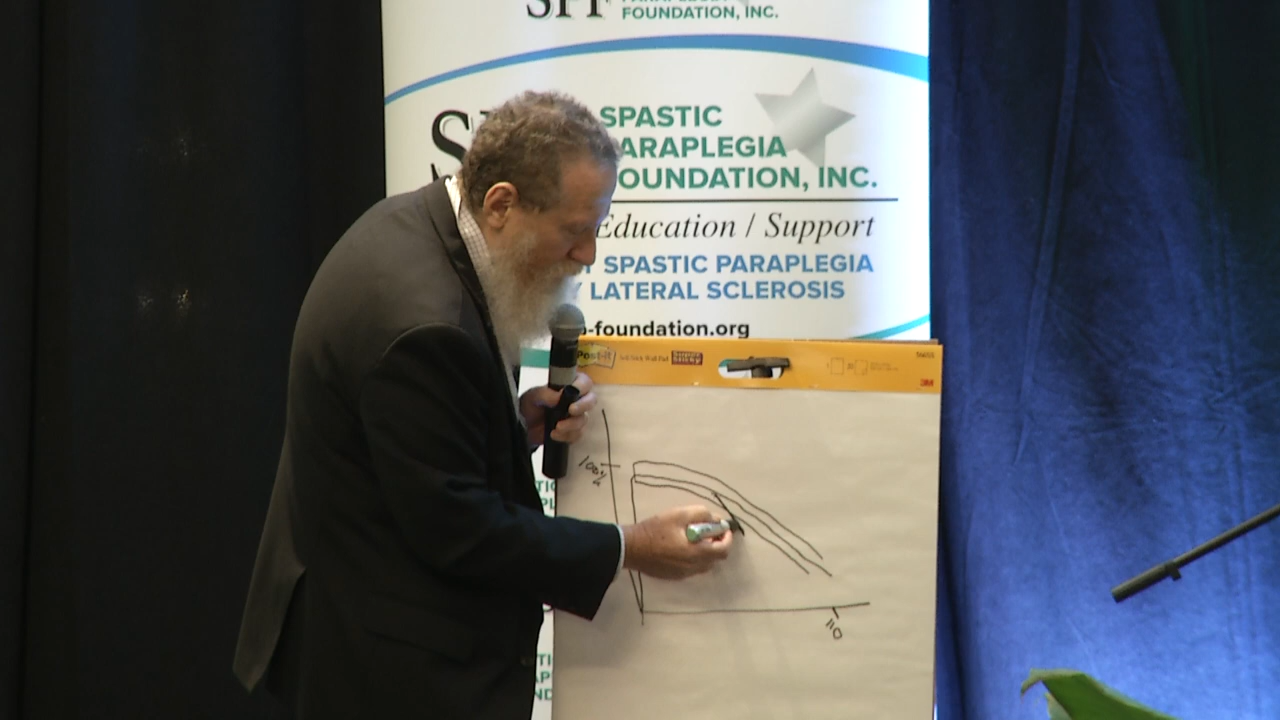 SPF
FOUNDATION, INC.
SPASTIC
PARAPLEGIA
FOUNDATION, INC.
Education / Support
SPASTIC PARAPLEGIA
LATERAL SCLEROSIS
-foundation.org
Post-it
3M
100%
110